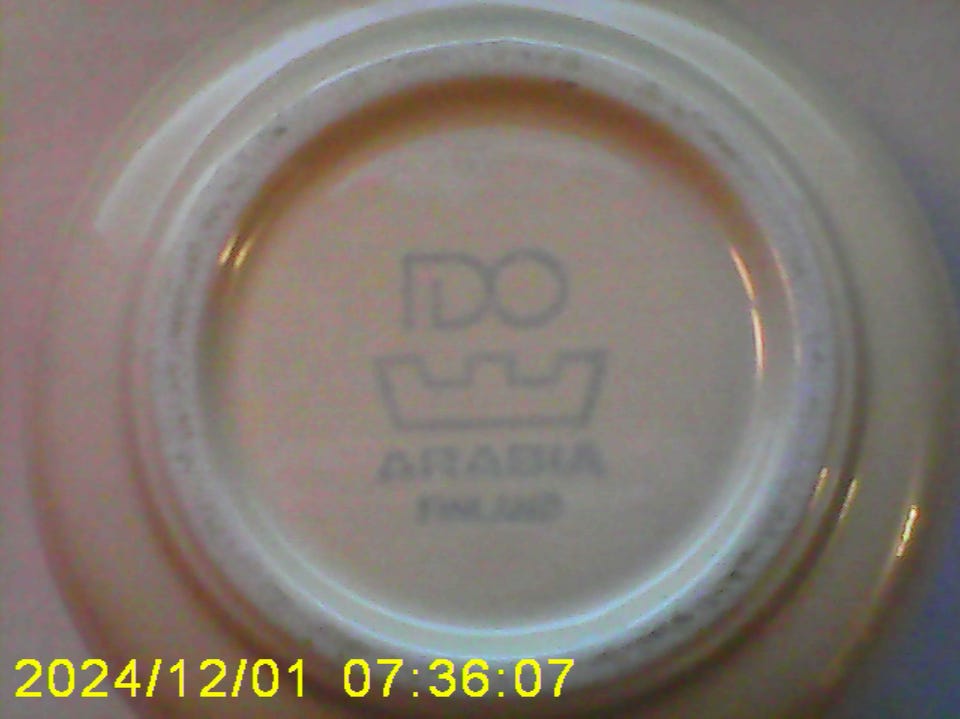 IDO
ARABIA
FINLAND
2024/12/01 07:36:07